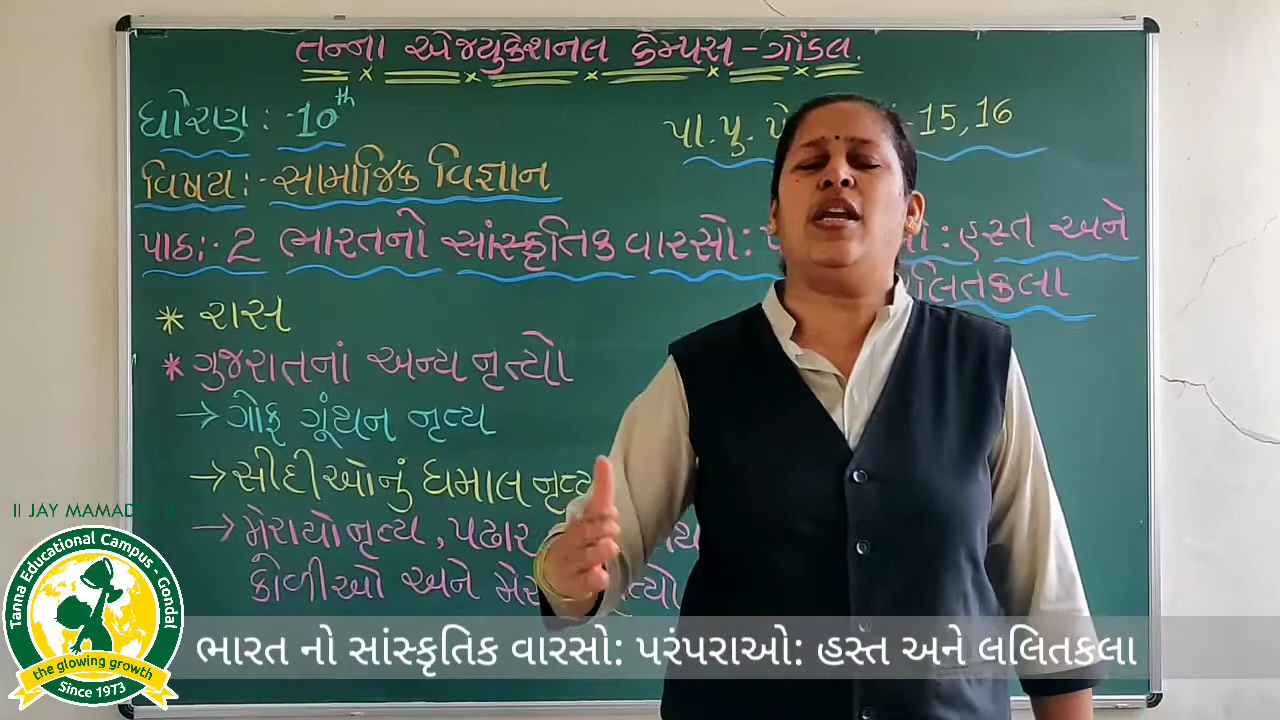 તન્ના એજ્યુકેશનલ કેમ્પસ - ગોંડલ.
ધોરણ : - 10th
પા. પુ. 15, 16
વિષય : - સામાજિક વિજ્ઞાન
પાઠ : - 2 ભારતનો સાંસ્કૃતિક વારસો : : હસ્ત અને
લલિતકલા
* રાસ
* ગુજરાતનાં અન્ય નૃત્યો
→ ગોફ ગૂંથન નૃત્ય
→ સીદીઓનું ધમાલ નૃત્ય
→ મેરાયો નૃત્ય, પઢાર
કોળીઓ અને
|| JAY MAMADEV ||
Tanna Educational Campus - Gondal
the glowing growth
Since 1973
ભારત નો સાંસ્કૃતિક વારસો: પરંપરાઓ: હસ્ત અને લલિતકલા